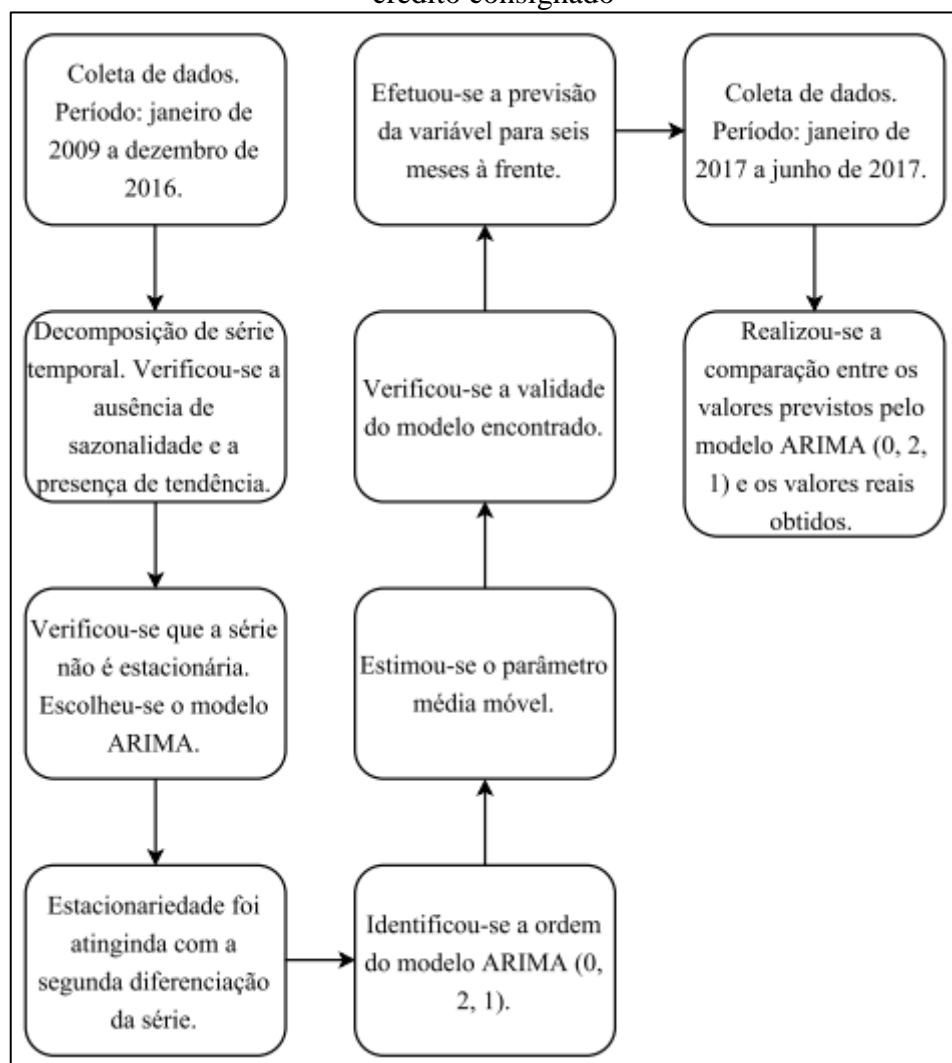 crédito consignado
Coleta de dados.
Período: janeiro de
2009 a dezembro de
2016.
Decomposição de série
temporal. Verificou-se a
ausência de
sazonalidade e a
presença de tendência.
Verificou-se que a série
não é estacionária.
Escolheu-se o modelo
ARIMA.
Estacionariedade foi
atinginda com a
segunda diferenciação
da série.
Identificou-se a ordem
do modelo ARIMA (0,
2, 1).
Estimou-se o parâmetro
média móvel.
Verificou-se a validade
do modelo encontrado.
Efetuou-se a previsão
da variável para seis
meses à frente.
Coleta de dados.
Período: janeiro de
2017 a junho de 2017.
Realizou-se a
comparação entre os
valores previstos pelo
modelo ARIMA (0, 2,
1) e os valores reais
obtidos.